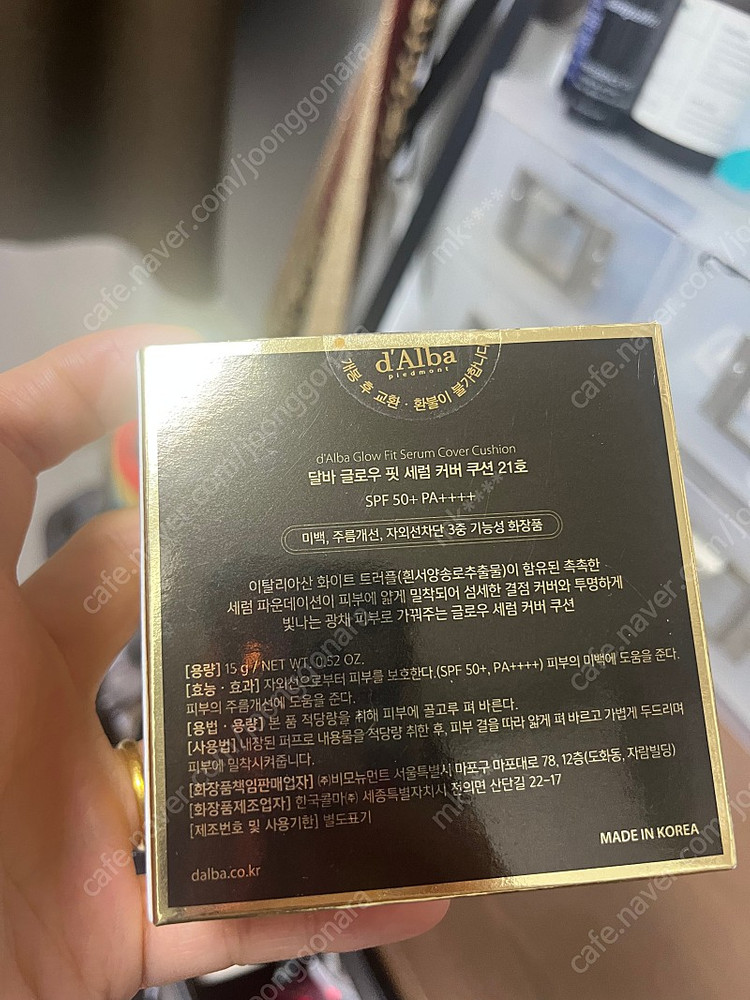 d'Alba
piedmont
개봉 후 교환 · 환불이 불가합니다
d'Alba Glow Fit Serum Cover Cushion
달바 글로우 핏 세럼 커버 쿠션 21호
SPF 50+ PA++++
미백, 주름개선, 자외선차단 3중 기능성 화장품
이탈리아산 화이트 트러플(흰서양송로추출물)이 함유된 촉촉한
세럼 파운데이션이 피부에 얇게 밀착되어 섬세한 결점 커버와 투명하게
빛나는 광채 피부로 가꿔주는 글로우 세럼 커버 쿠션
[용량] 15 g / NET WT. 0.52 OZ.
[효능 · 효과] 자외선으로부터 피부를 보호한다.(SPF 50+, PA++++) 피부의 미백에 도움을 준다.
피부의 주름개선에 도움을 준다.
[용법 · 용량] 본 품 적당량을 취해 피부에 골고루 펴 바른다.
[사용법] 내장된 퍼프로 내용물을 적당량 취한 후, 피부 결을 따라 얇게 펴 바르고 가볍게 두드리며
피부에 밀착시켜줍니다.
[화장품책임판매업자] ㈜비모뉴먼트 서울특별시 마포구 마포대로 78, 12층(도화동, 자람빌딩)
[화장품제조업자] 한국콜마㈜ 세종특별자치시 전의면 산단길 22-17
[제조번호 및 사용기한] 별도표기
MADE IN KOREA
dalba.co.kr
cafe.naver.com/joonggonara
mk****